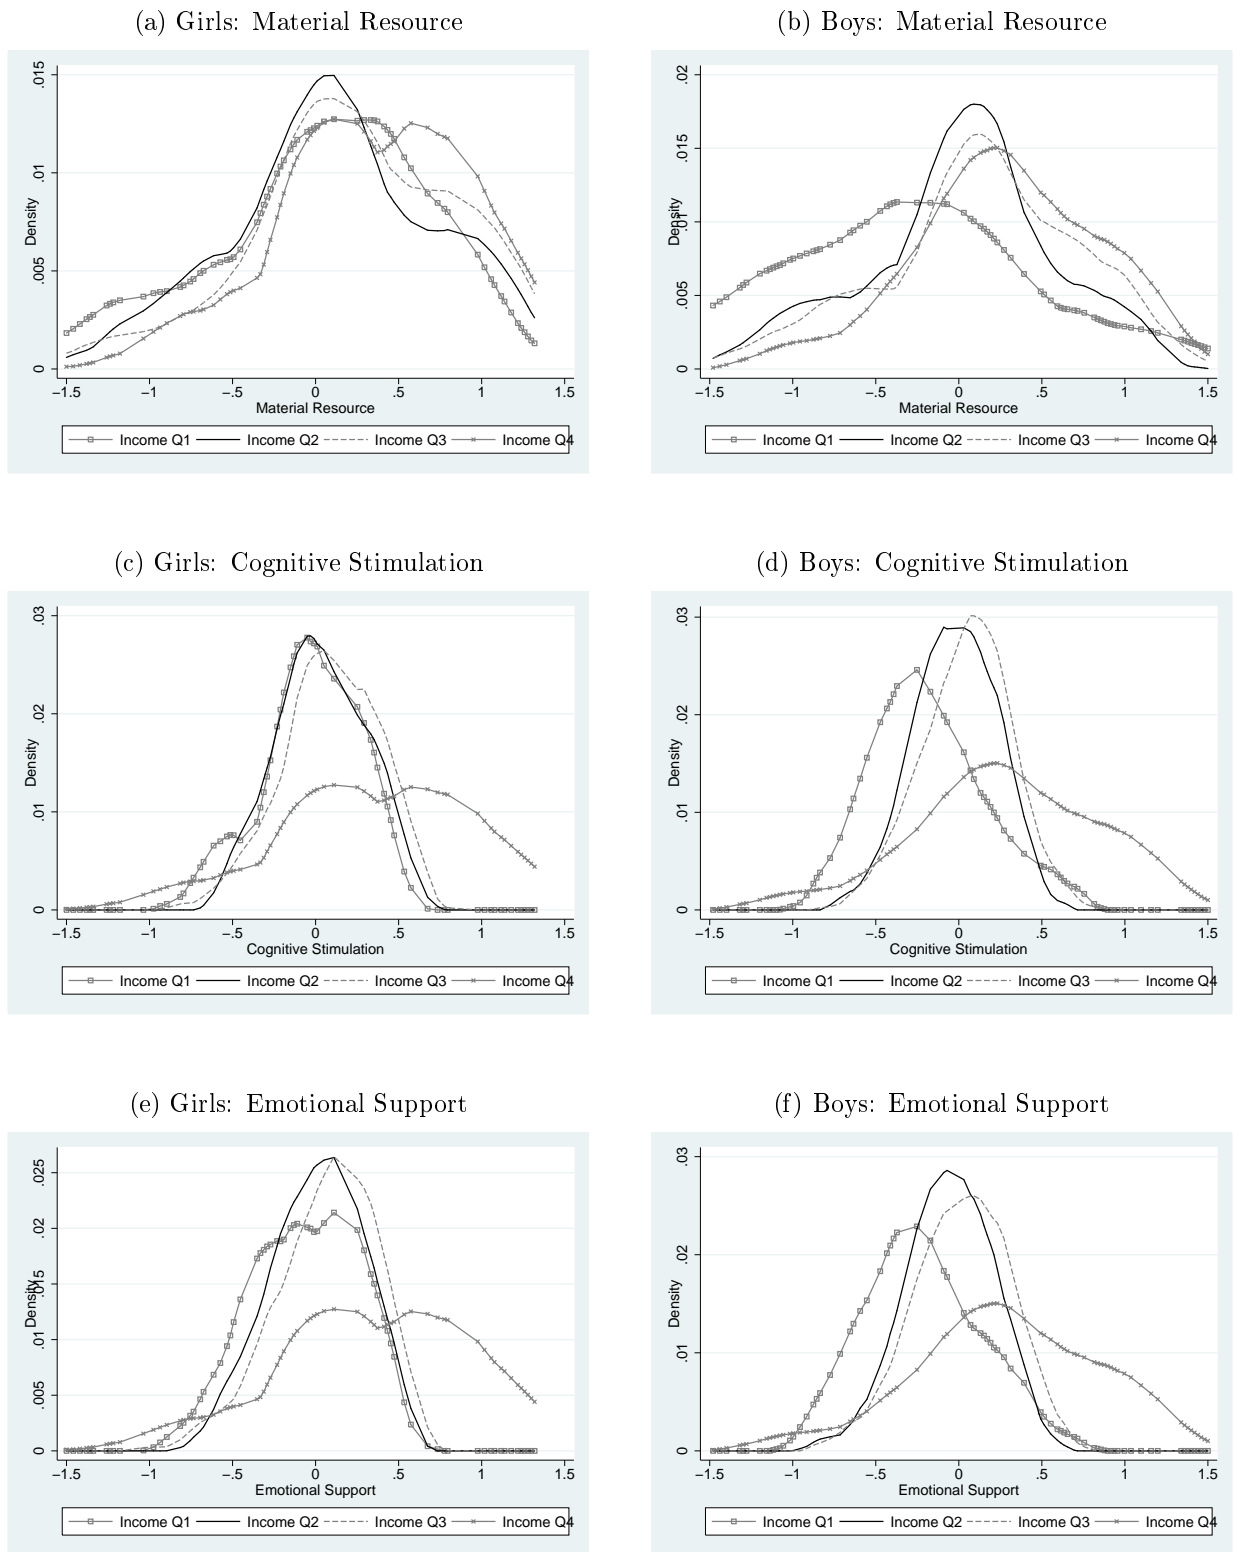 (a) Girls: Material Resource
Density
0 .005 .01 .015
−1.5 −1 −.5 0 .5 1 1.5
Material Resource
Income Q1 Income Q2 Income Q3 Income Q4
(b) Boys: Material Resource
Density
0 .005 .01 .015 .02
−1.5 −1 −.5 0 .5 1 1.5
Material Resource
Income Q1 Income Q2 Income Q3 Income Q4
(c) Girls: Cognitive Stimulation
Density
0 .01 .02 .03
−1.5 −1 −.5 0 .5 1 1.5
Cognitive Stimulation
Income Q1 Income Q2 Income Q3 Income Q4
(d) Boys: Cognitive Stimulation
Density
0 .01 .02 .03
−1.5 −1 −.5 0 .5 1 1.5
Cognitive Stimulation
Income Q1 Income Q2 Income Q3 Income Q4
(e) Girls: Emotional Support
Density
0 .005 .01 .015 .02 .025
−1.5 −1 −.5 0 .5 1 1.5
Emotional Support
Income Q1 Income Q2 Income Q3 Income Q4
(f) Boys: Emotional Support
Density
0 .01 .02 .03
−1.5 −1 −.5 0 .5 1 1.5
Emotional Support
Income Q1 Income Q2 Income Q3 Income Q4